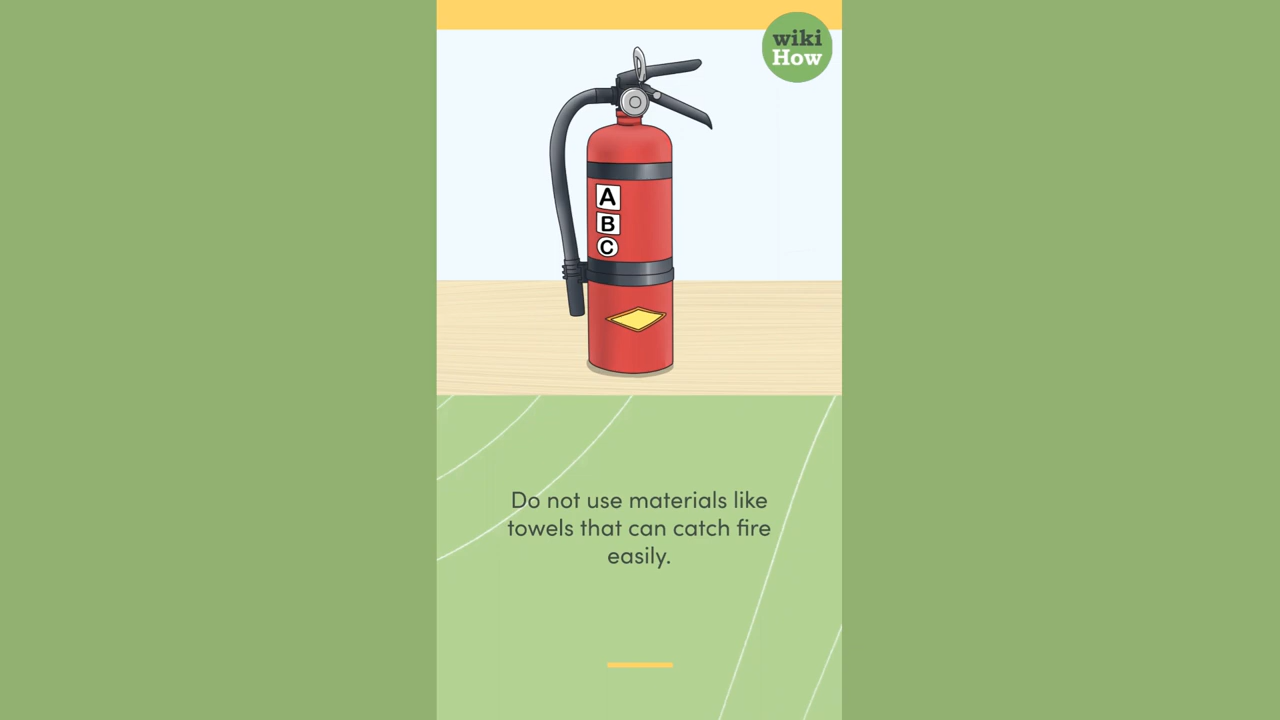 wiki
How
A
B
C
Do not use materials like
towels that can catch fire
easily.